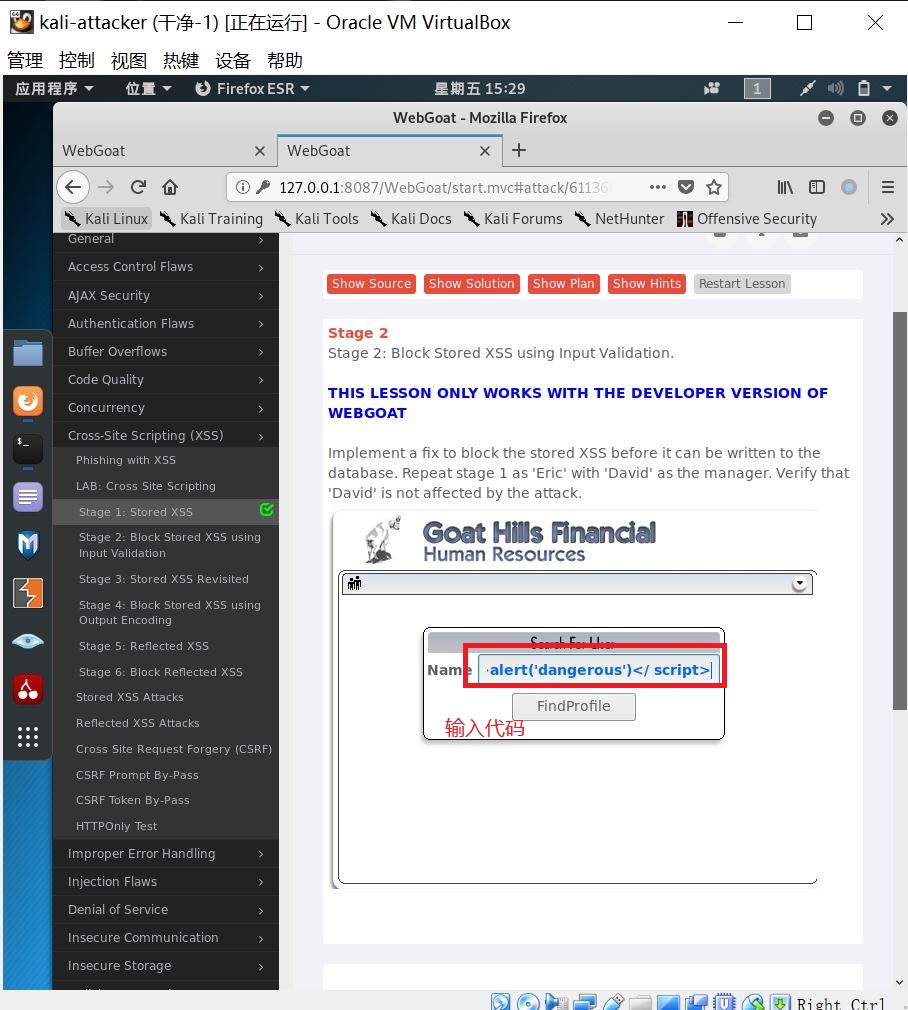 kali-attacker (干净-1) [正在运行] - Oracle VM VirtualBox
管理 控制 视图 热键 设备 帮助
应用程序 位置 Firefox ESR 星期五 15:29 1
WebGoat - Mozilla Firefox
WebGoat WebGoat
127.0.0.1:8087/WebGoat/start.mvc#attack/61136
Kali Linux Kali Training Kali Tools Kali Docs Kali Forums NetHunter Offensive Security
General
Access Control Flaws
AJAX Security
Authentication Flaws
Buffer Overflows
Code Quality
Concurrency
Cross-Site Scripting (XSS)
Phishing with XSS
LAB: Cross Site Scripting
Stage 1: Stored XSS
Stage 2: Block Stored XSS using
Input Validation
Stage 3: Stored XSS Revisited
Stage 4: Block Stored XSS using
Output Encoding
Stage 5: Reflected XSS
Stage 6: Block Reflected XSS
Stored XSS Attacks
Reflected XSS Attacks
Cross Site Request Forgery (CSRF)
CSRF Prompt By-Pass
CSRF Token By-Pass
HTTPOnly Test
Improper Error Handling
Injection Flaws
Denial of Service
Insecure Communication
Insecure Storage
Show Source Show Solution Show Plan Show Hints Restart Lesson
Stage 2
Stage 2: Block Stored XSS using Input Validation.
THIS LESSON ONLY WORKS WITH THE DEVELOPER VERSION OF
WEBGOAT
Implement a fix to block the stored XSS before it can be written to the
database. Repeat stage 1 as 'Eric' with 'David' as the manager. Verify that
'David' is not affected by the attack.
Goat Hills Financial
Human Resources
Search For User
Name alert('dangerous')</ script>
FindProfile
输入代码
Right Ctrl